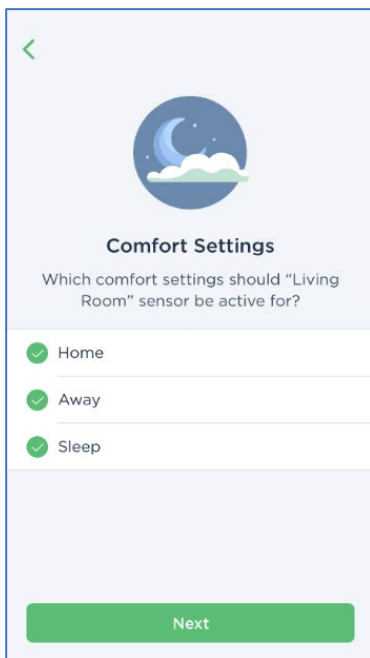 Comfort Settings
Which comfort settings should “Living
Room” sensor be active for?
Home
Away
Sleep
Next